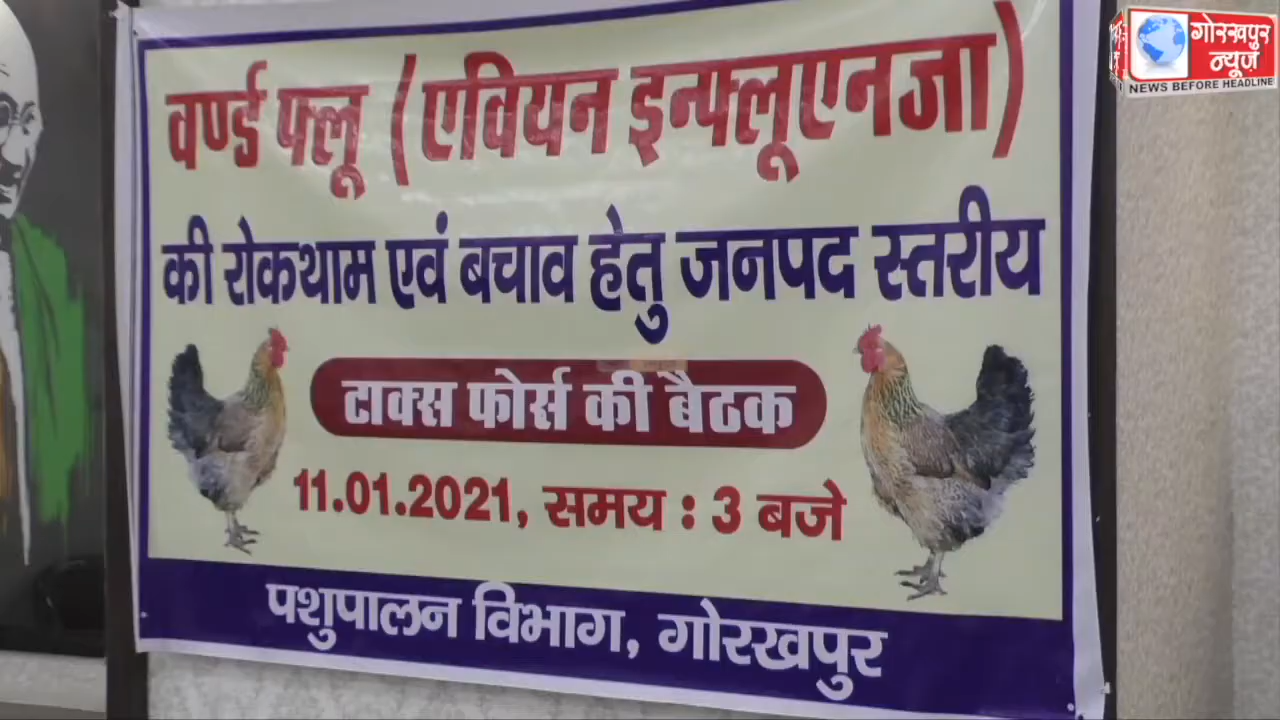 वर्ण्ड फ्लू (एवियन इन्फ्लूएनजा)
की रोकथाम एवं बचाव हेतु जनपद स्तरीय
टाक्स फोर्स की बैठक
11.01.2021, समय : 3 बजे
पशुपालन विभाग, गोरखपुर
गोरखपुर
न्यूज़
NEWS BEFORE HEADLINE